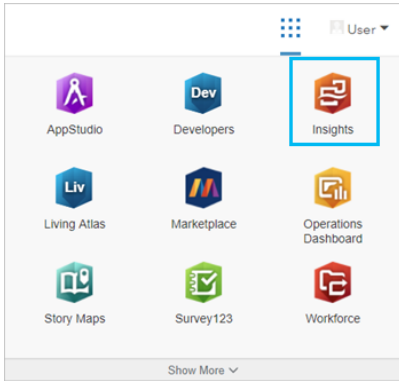 User
Dev
AppStudio
Developers
Insights
Liv
Living Atlas
Marketplace
Operations
Dashboard
Story Maps
Survey123
Workforce
Show More